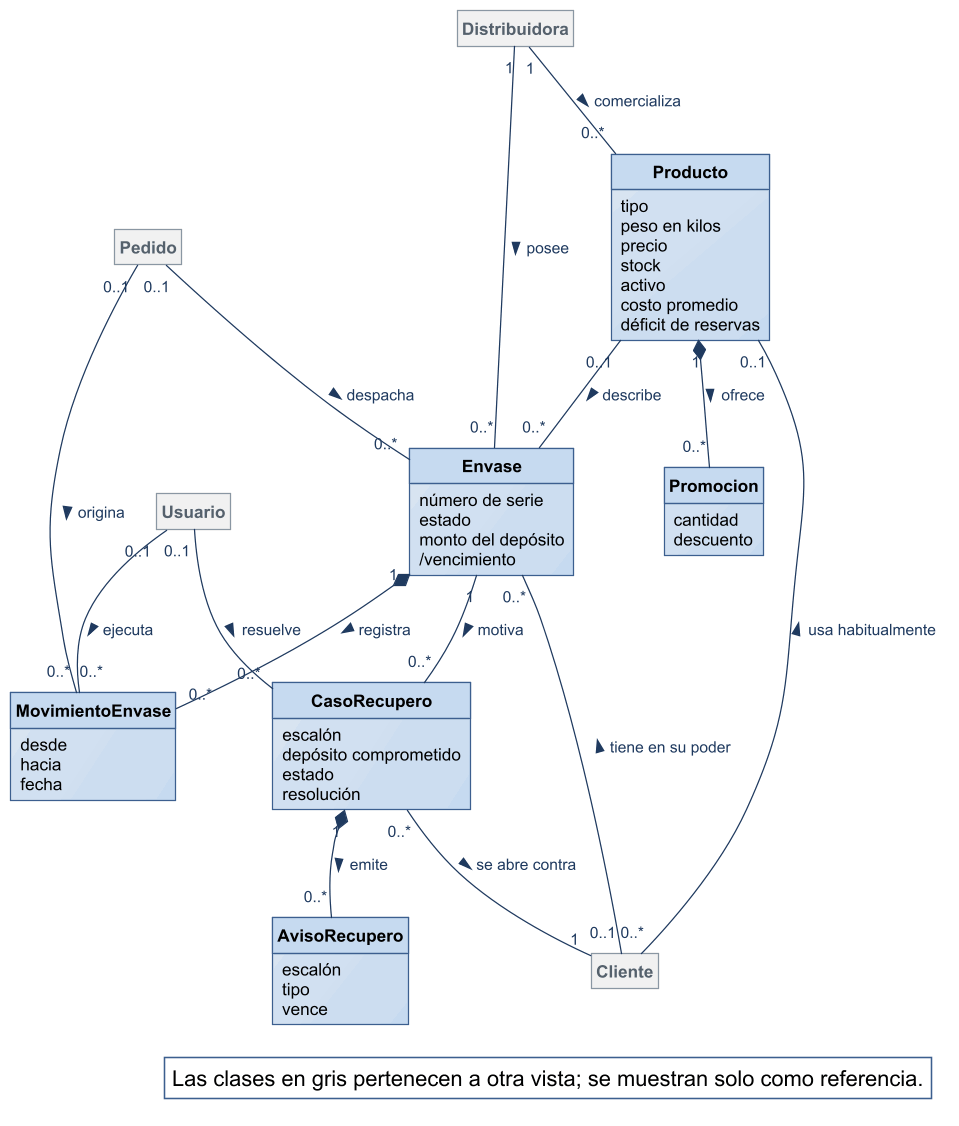 Distribuidora
1
1
comercializa
0..*
Producto
tipo
peso en kilos
precio
stock
activo
costo promedio
déficit de reservas
Pedido
posee
0..1
0..1
0..1
1
0..1
despacha
describe
ofrece
0..*
0..*
0..*
0..*
Envase
número de serie
estado
monto del depósito
/vencimiento
Promocion
cantidad
descuento
origina
Usuario
0..1
0..1
1
1
0..*
ejecuta
resuelve
registra
motiva
usa habitualmente
0..*
0..*
0..*
0..*
0..*
MovimientoEnvase
desde
hacia
fecha
CasoRecupero
escalón
depósito comprometido
estado
resolución
tiene en su poder
1
0..*
emite
se abre contra
0..*
1
0..1
0..*
AvisoRecupero
escalón
tipo
vence
Cliente
Las clases en gris pertenecen a otra vista; se muestran solo como referencia.